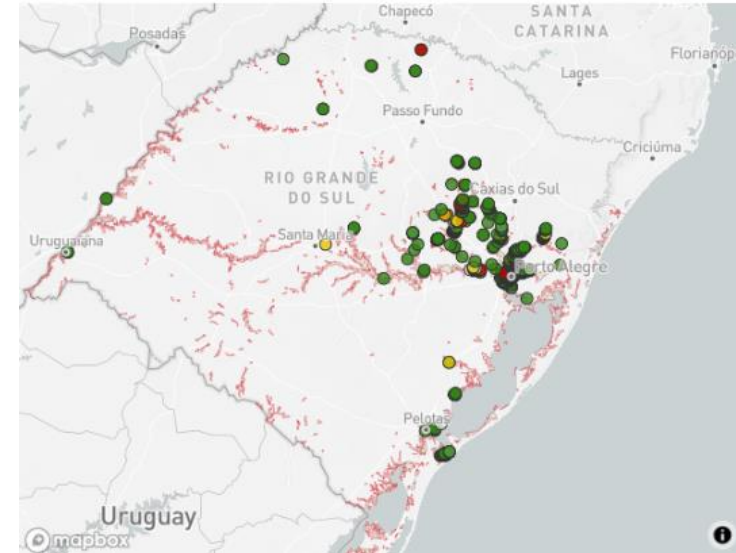 Chapecó
SANTA
CATARINA
Posadas
Florianóp
Lages
Passo Fundo
Criciúma
RIO GRANDE
DO SUL
Caxias do Sul
Santa Maria
Uruguaiana
Porto Alegre
Pelotas
Uruguay
mapbox
i